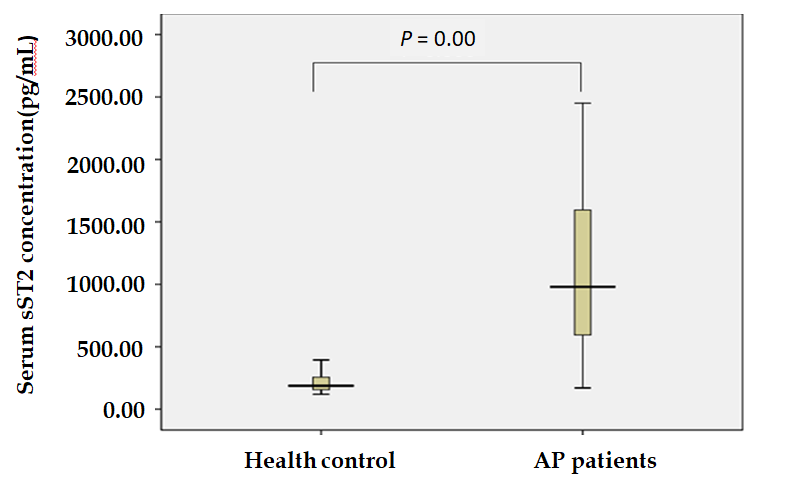 Serum sST2 concentration(pg/mL)
3000.00
2500.00
2000.00
1500.00
1000.00
500.00
0.00
P = 0.00
Health control
AP patients